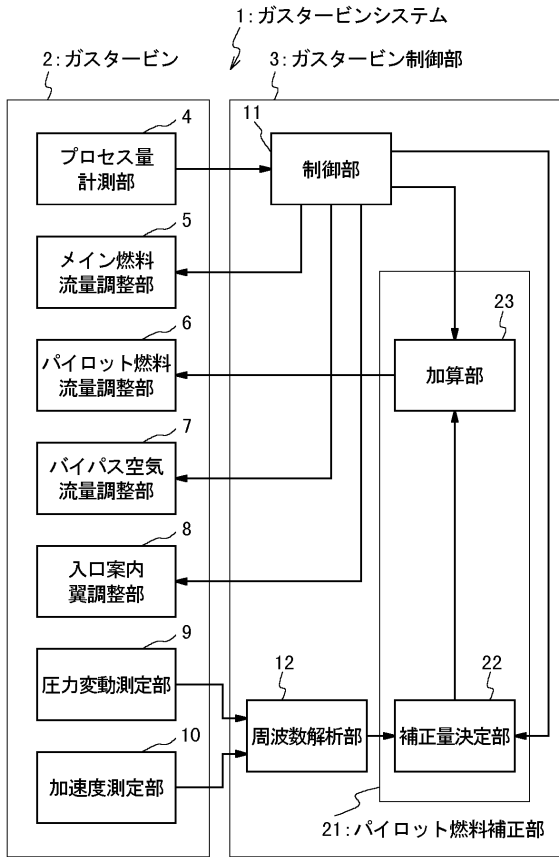 1:ガスタービンシステム
2:ガスタービン
3:ガスタービン制御部
4
プロセス量
計測部
11
制御部
5
メイン燃料
流量調整部
6
パイロット燃料
流量調整部
23
加算部
7
バイパス空気
流量調整部
8
入口案内
翼調整部
9
圧力変動測定部
12
周波数解析部
22
補正量決定部
10
加速度測定部
21:パイロット燃料補正部